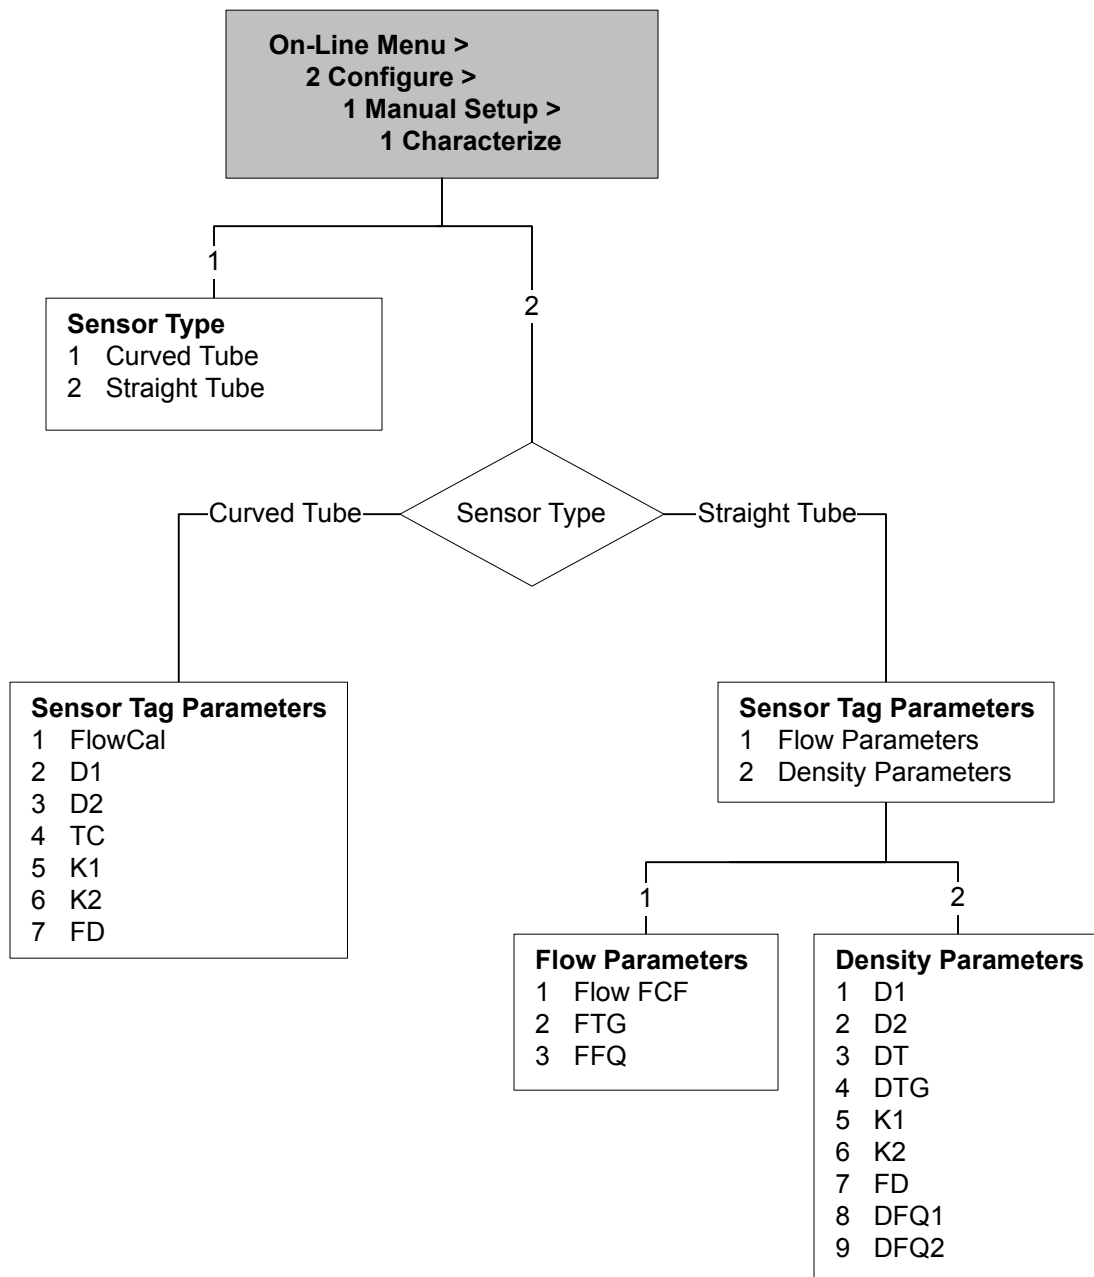 On-Line Menu >
2 Configure >
1 Manual Setup >
1 Characterize
1
2
Sensor Type
1 Curved Tube
2 Straight Tube
Curved Tube
Sensor Type
Straight Tube
Sensor Tag Parameters
1 FlowCal
2 D1
3 D2
4 TC
5 K1
6 K2
7 FD
Sensor Tag Parameters
1 Flow Parameters
2 Density Parameters
1
2
Flow Parameters
1 Flow FCF
2 FTG
3 FFQ
Density Parameters
1 D1
2 D2
3 DT
4 DTG
5 K1
6 K2
7 FD
8 DFQ1
9 DFQ2